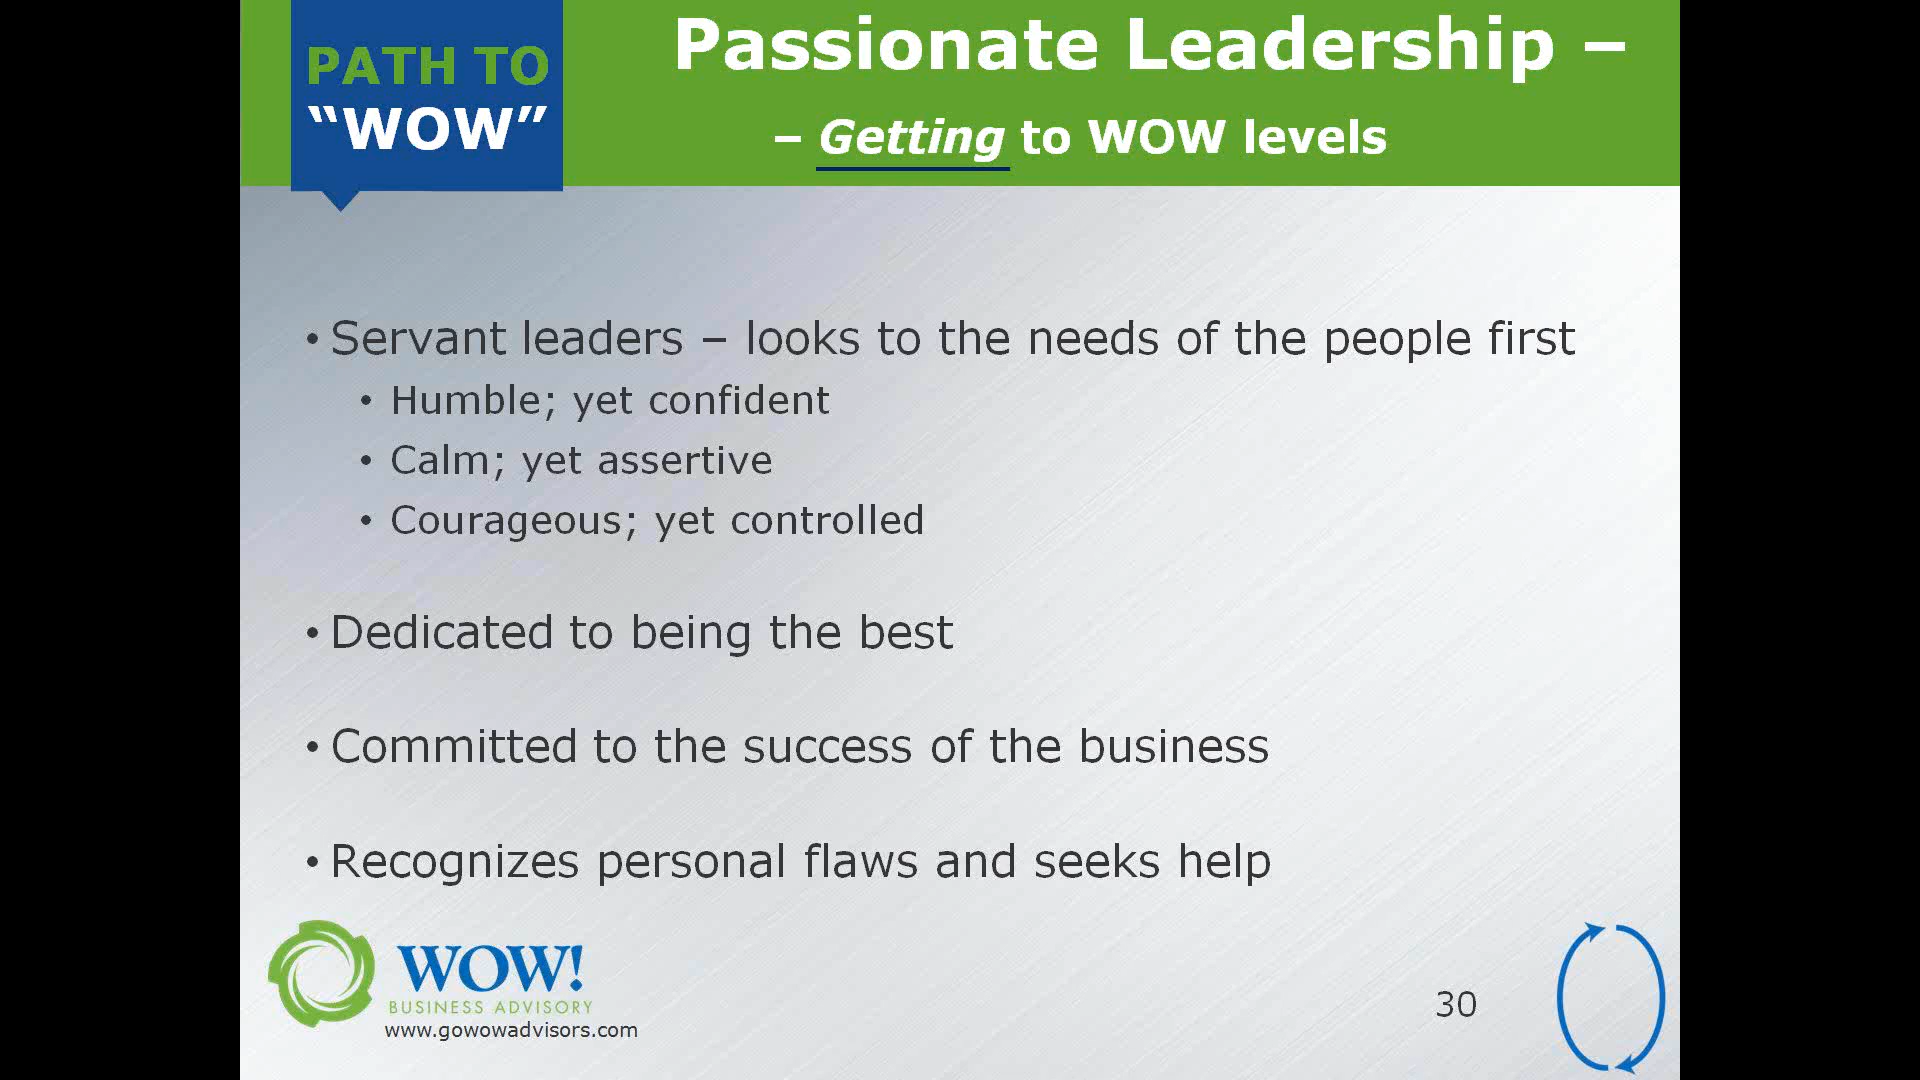 PATH TO
“WOW”
Passionate Leadership –
– Getting to WOW levels
• Servant leaders – looks to the needs of the people first
• Humble; yet confident
• Calm; yet assertive
• Courageous; yet controlled
• Dedicated to being the best
• Committed to the success of the business
• Recognizes personal flaws and seeks help
WOW!
BUSINESS ADVISORY
www.gowowadvisors.com
30